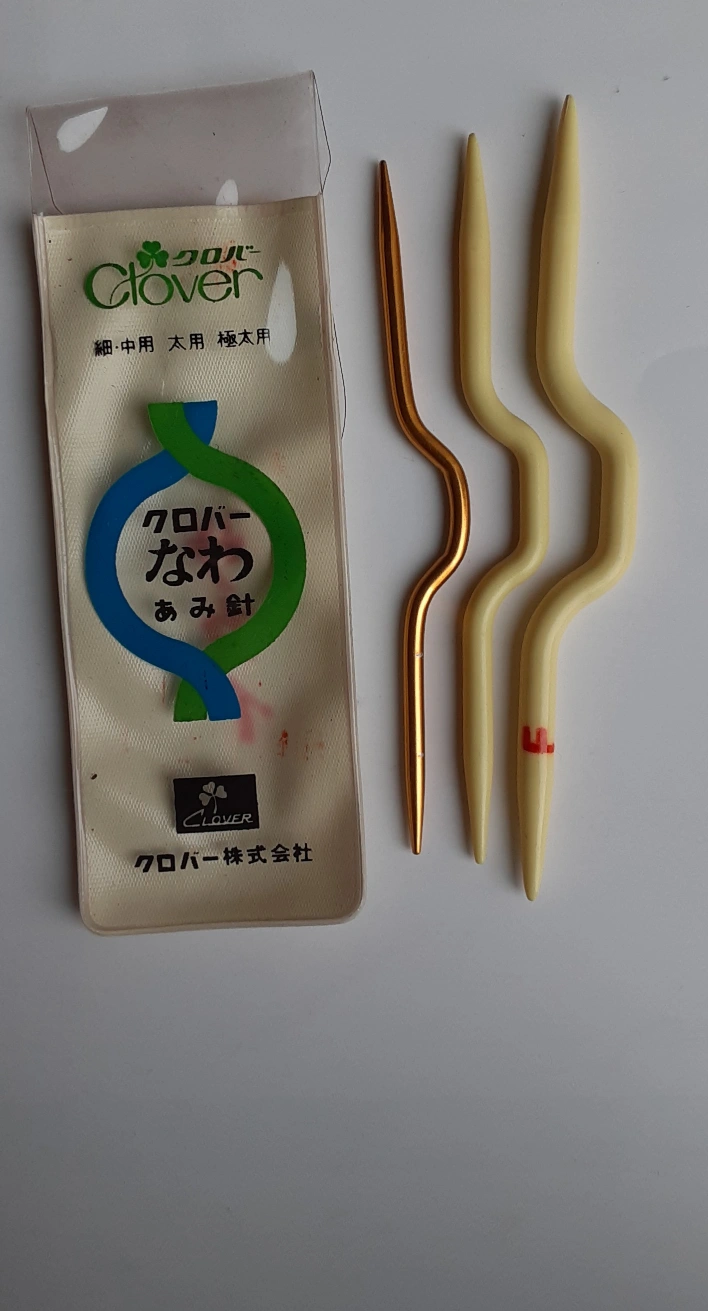 クロバー
Clover
細・中用 太用 極太用
クロバー
なわ
あみ針
CLOVER
クロバー株式会社